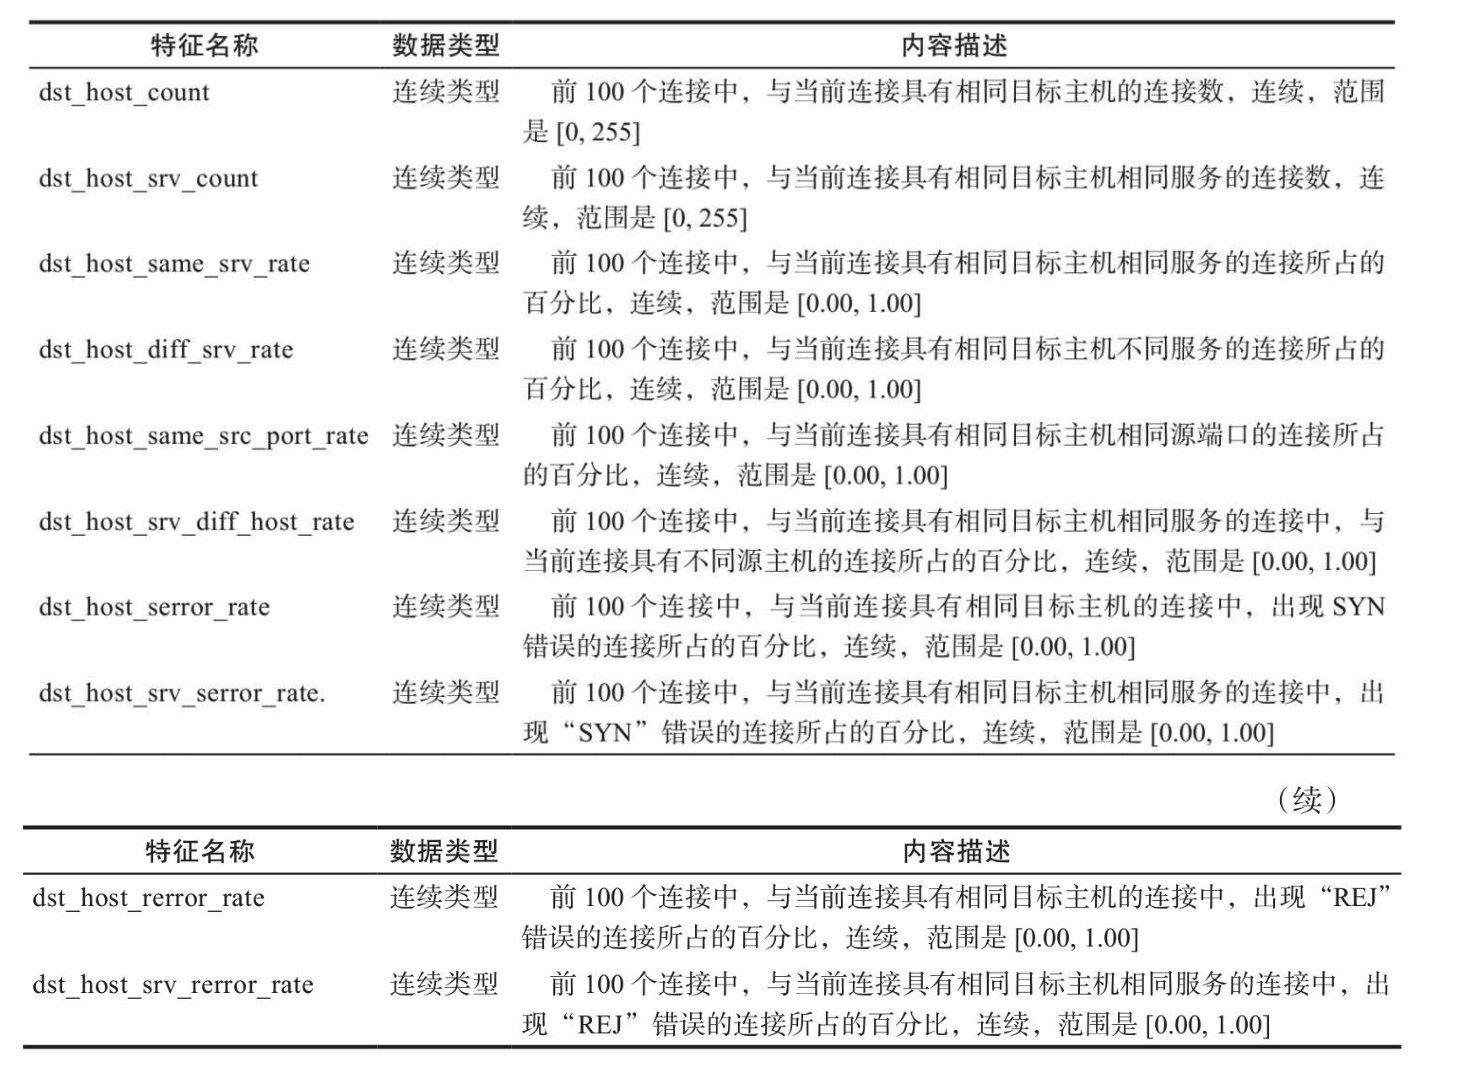 特征名称 数据类型 内容描述
dst_host_count 连续类型 前 100 个连接中，与当前连接具有相同目标主机的连接数，连续，范围
是 [0, 255]
dst_host_srv_count 连续类型 前 100 个连接中，与当前连接具有相同目标主机相同服务的连接数，连
续，范围是 [0, 255]
dst_host_same_srv_rate 连续类型 前 100 个连接中，与当前连接具有相同目标主机相同服务的连接所占的
百分比，连续，范围是 [0.00, 1.00]
dst_host_diff_srv_rate 连续类型 前 100 个连接中，与当前连接具有相同目标主机不同服务的连接所占的
百分比，连续，范围是 [0.00, 1.00]
dst_host_same_src_port_rate 连续类型 前 100 个连接中，与当前连接具有相同目标主机相同源端口的连接所占
的百分比，连续，范围是 [0.00, 1.00]
dst_host_srv_diff_host_rate 连续类型 前 100 个连接中，与当前连接具有相同目标主机相同服务的连接中，与
当前连接具有不同源主机的连接所占的百分比，连续，范围是 [0.00, 1.00]
dst_host_serror_rate 连续类型 前 100 个连接中，与当前连接具有相同目标主机的连接中，出现 SYN
错误的连接所占的百分比，连续，范围是 [0.00, 1.00]
dst_host_srv_serror_rate. 连续类型 前 100 个连接中，与当前连接具有相同目标主机相同服务的连接中，出
现“SYN”错误的连接所占的百分比，连续，范围是 [0.00, 1.00]
（续）
特征名称 数据类型 内容描述
dst_host_rerror_rate 连续类型 前 100 个连接中，与当前连接具有相同目标主机的连接中，出现“REJ”
错误的连接所占的百分比，连续，范围是 [0.00, 1.00]
dst_host_srv_rerror_rate 连续类型 前 100 个连接中，与当前连接具有相同目标主机相同服务的连接中，出
现“REJ”错误的连接所占的百分比，连续，范围是 [0.00, 1.00]